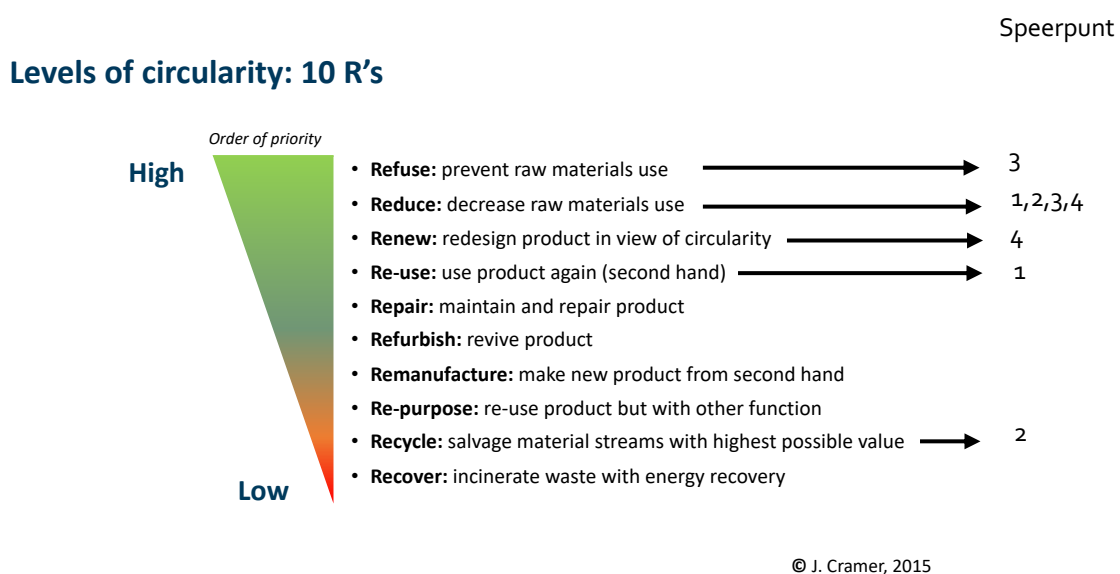 Speerpunt
Levels of circularity: 10 R's
Order of priority
High
• Refuse: prevent raw materials use 3
• Reduce: decrease raw materials use 1,2,3,4
• Renew: redesign product in view of circularity 4
• Re-use: use product again (second hand) 1
• Repair: maintain and repair product
• Refurbish: revive product
• Remanufacture: make new product from second hand
• Re-purpose: re-use product but with other function
• Recycle: salvage material streams with highest possible value 2
• Recover: incinerate waste with energy recovery
Low
© J. Cramer, 2015